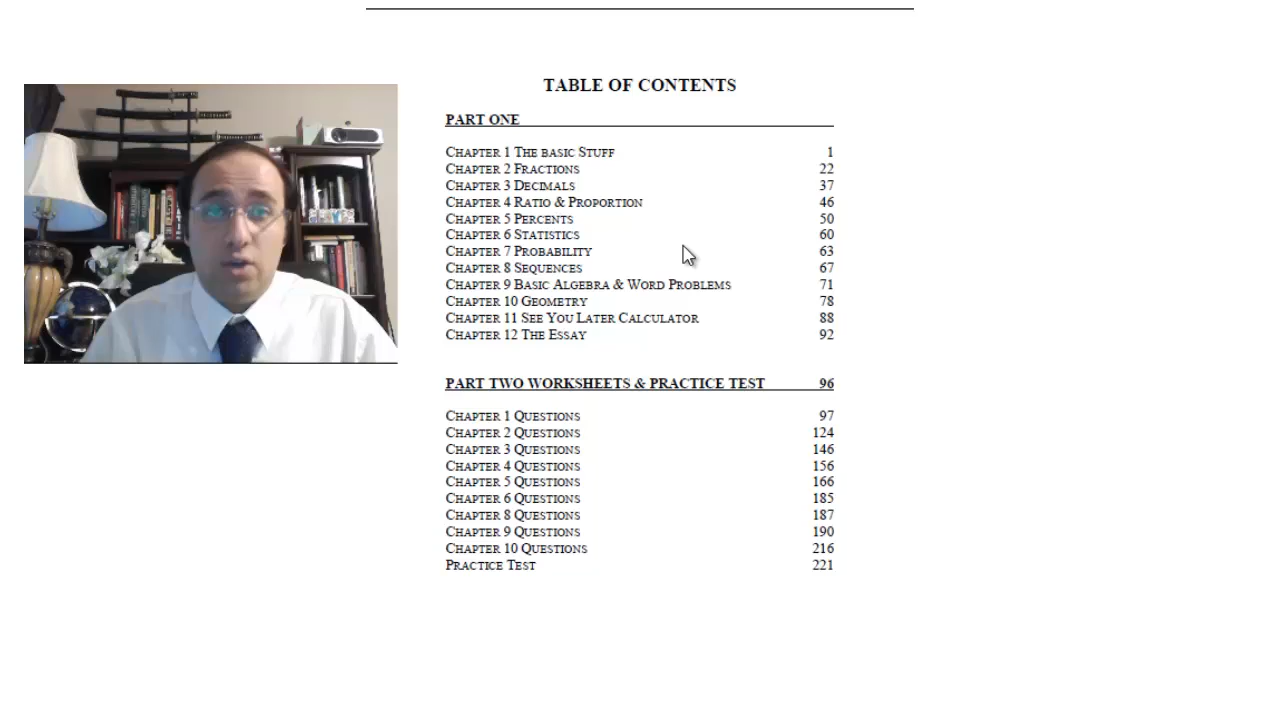 TABLE OF CONTENTS
PART ONE
CHAPTER 1 THE BASIC STUFF 1
CHAPTER 2 FRACTIONS 22
CHAPTER 3 DECIMALS 37
CHAPTER 4 RATIO & PROPORTION 46
CHAPTER 5 PERCENTS 50
CHAPTER 6 STATISTICS 60
CHAPTER 7 PROBABILITY 63
CHAPTER 8 SEQUENCES 67
CHAPTER 9 BASIC ALGEBRA & WORD PROBLEMS 71
CHAPTER 10 GEOMETRY 78
CHAPTER 11 SEE YOU LATER CALCULATOR 88
CHAPTER 12 THE ESSAY 92
PART TWO WORKSHEETS & PRACTICE TEST 96
CHAPTER 1 QUESTIONS 97
CHAPTER 2 QUESTIONS 124
CHAPTER 3 QUESTIONS 146
CHAPTER 4 QUESTIONS 156
CHAPTER 5 QUESTIONS 166
CHAPTER 6 QUESTIONS 185
CHAPTER 8 QUESTIONS 187
CHAPTER 9 QUESTIONS 190
CHAPTER 10 QUESTIONS 216
PRACTICE TEST 221